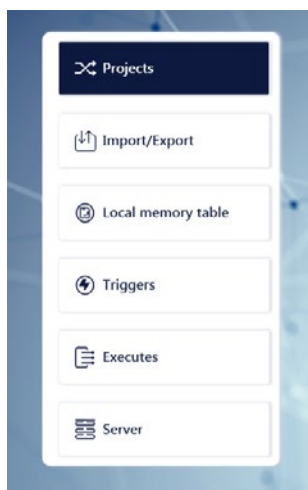 Projects
Import/Export
Local memory table
Triggers
Executes
Server